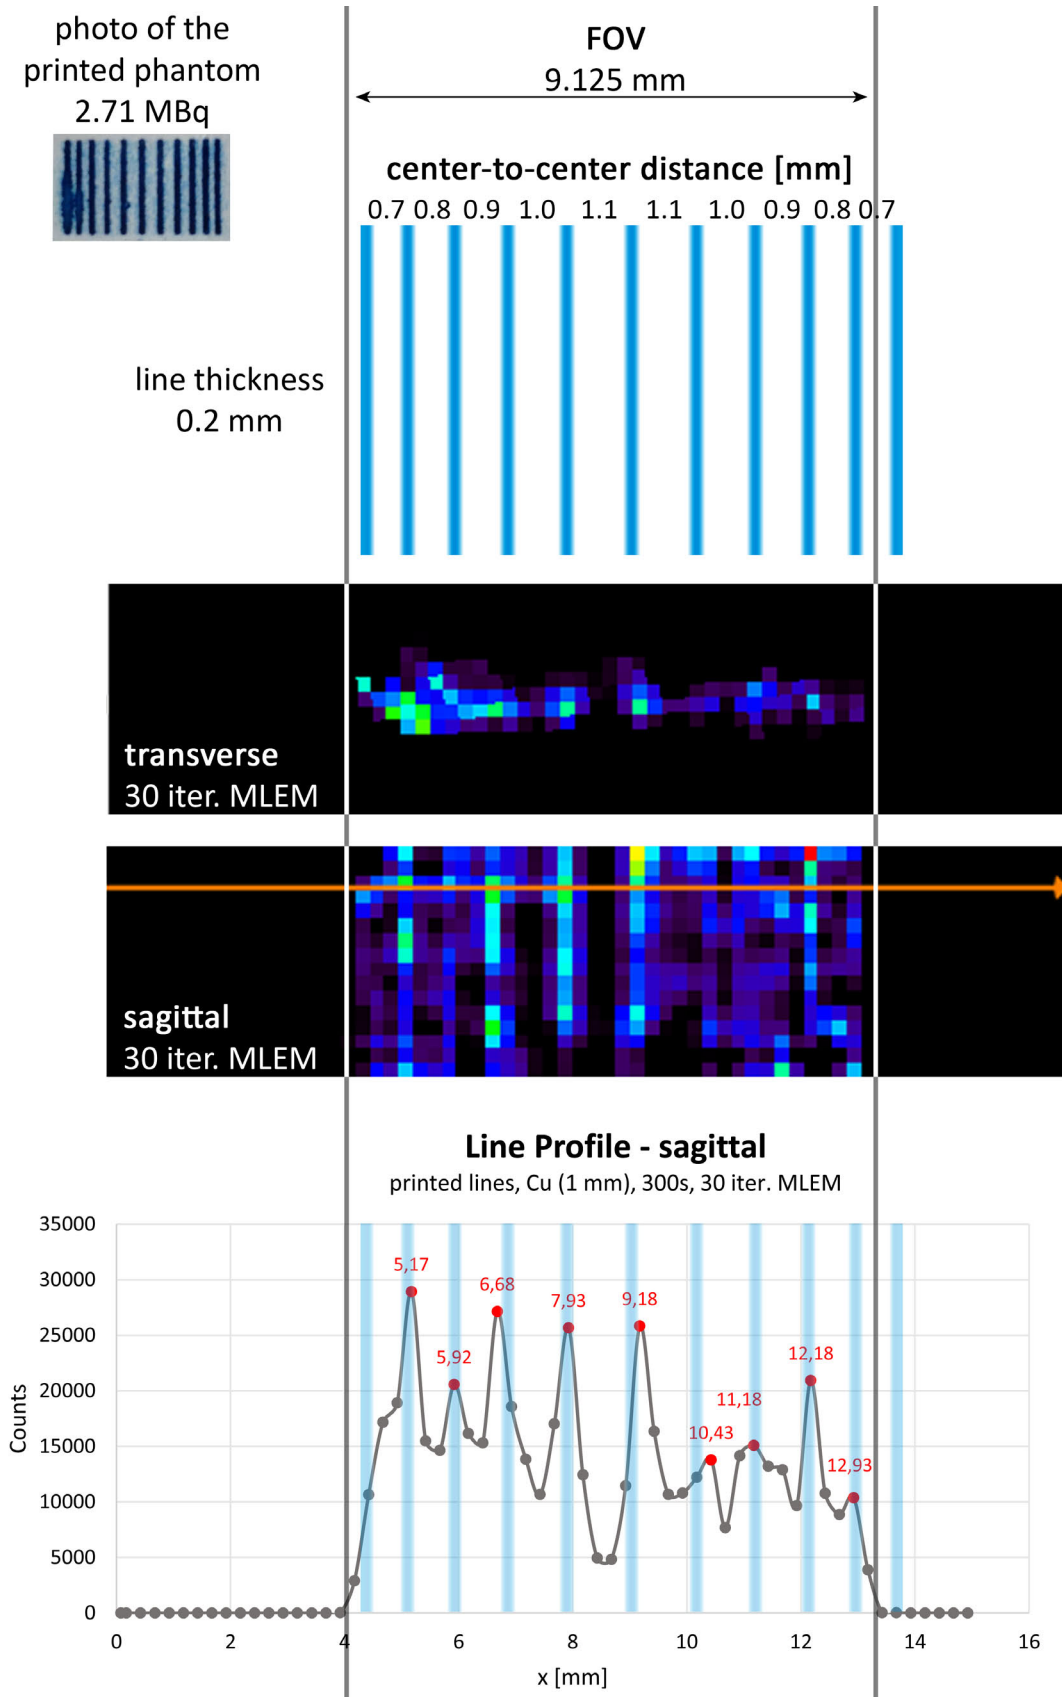 photo of the
printed phantom
2.71 MBq
FOV
9.125 mm
center-to-center distance [mm]
0.7 0.8 0.9 1.0 1.1 1.1 1.0 0.9 0.8 0.7
line thickness
0.2 mm
transverse
30 iter. MLEM
sagittal
30 iter. MLEM
Line Profile - sagittal
printed lines, Cu (1 mm), 300s, 30 iter. MLEM
Counts
35000
30000
25000
20000
15000
10000
5000
0
5,17
5,92
6,68
7,93
9,18
10,43
11,18
12,18
12,93
0 2 4 6 8 10 12 14 16
x [mm]